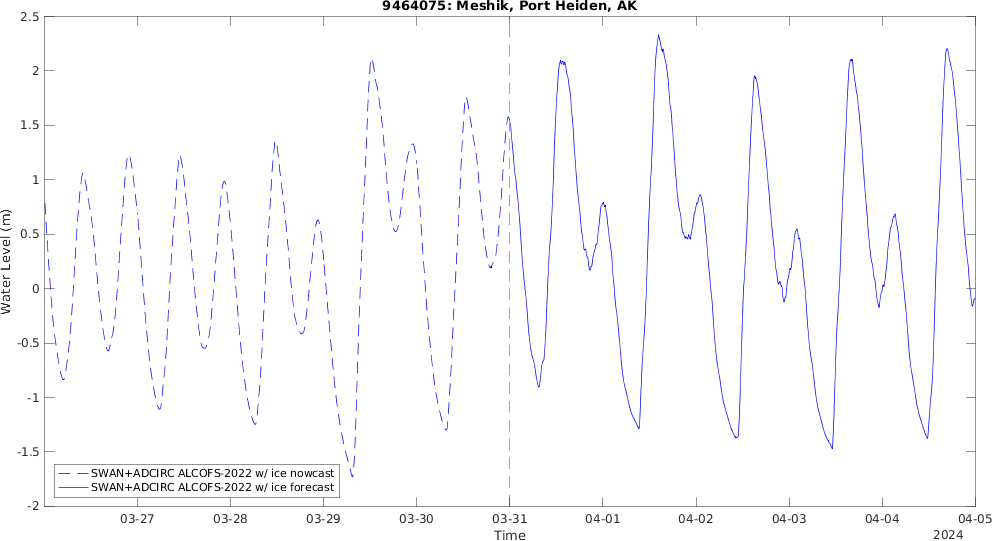 9464075: Meshik, Port Heiden, AK
2.5
2
1.5
1
0.5
0
-0.5
-1
-1.5
-2
Water Level (m)
SWAN+ADCIRC ALCOFS-2022 w/ ice nowcast
SWAN+ADCIRC ALCOFS-2022 w/ ice forecast
03-27 03-28 03-29 03-30 03-31 04-01 04-02 04-03 04-04 04-05
Time
2024